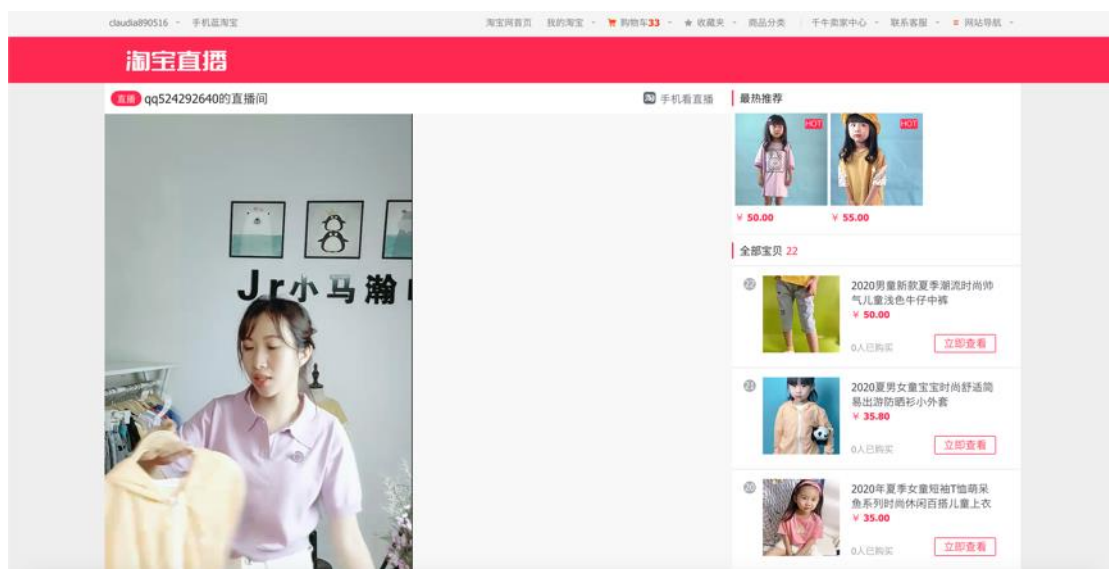 claudia890516
手机逛淘宝
淘宝网首页
我的淘宝
购物车33
收藏夹
商品分类
千牛卖家中心
联系客服
网站导航
淘宝直播
直播
qq524292640的直播间
淘
手机看直播
Jr小马瀚
最热推荐
HOT
HOT
¥ 50.00
¥ 55.00
全部宝贝 22
22
2020男童新款夏季潮流时尚帅
气儿童浅色牛仔中裤
¥ 50.00
0人已购买
立即查看
21
2020夏男女童宝宝时尚舒适简
易出游防晒衫小外套
¥ 35.80
0人已购买
立即查看
20
2020年夏季女童短袖T恤萌呆
鱼系列时尚休闲百搭儿童上衣
¥ 35.00
0人已购买
立即查看